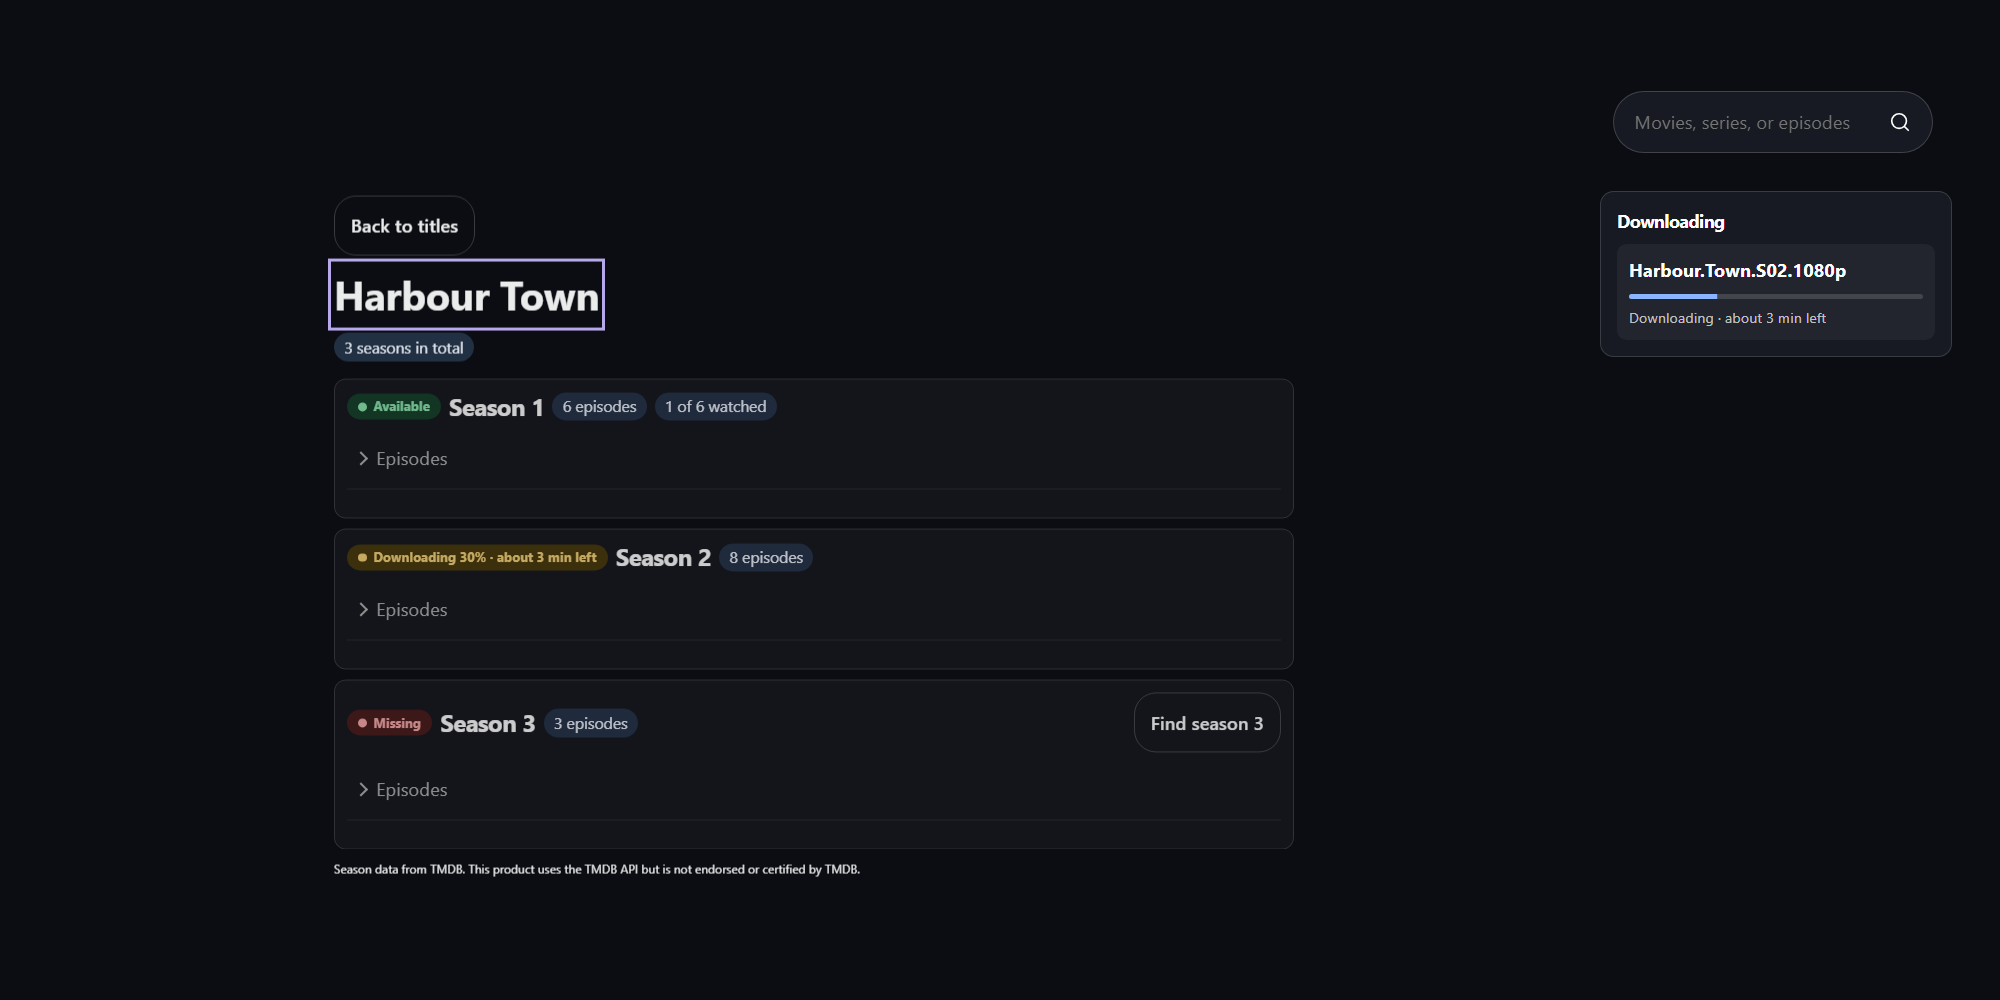 Movies, series, or episodes
Back to titles
Harbour Town
3 seasons in total
Available Season 1 6 episodes 1 of 6 watched
Episodes
Downloading 30% · about 3 min left Season 2 8 episodes
Episodes
Missing Season 3 3 episodes Find season 3
Episodes
Season data from TMDB. This product uses the TMDB API but is not endorsed or certified by TMDB.
Downloading
Harbour.Town.S02.1080p
Downloading · about 3 min left